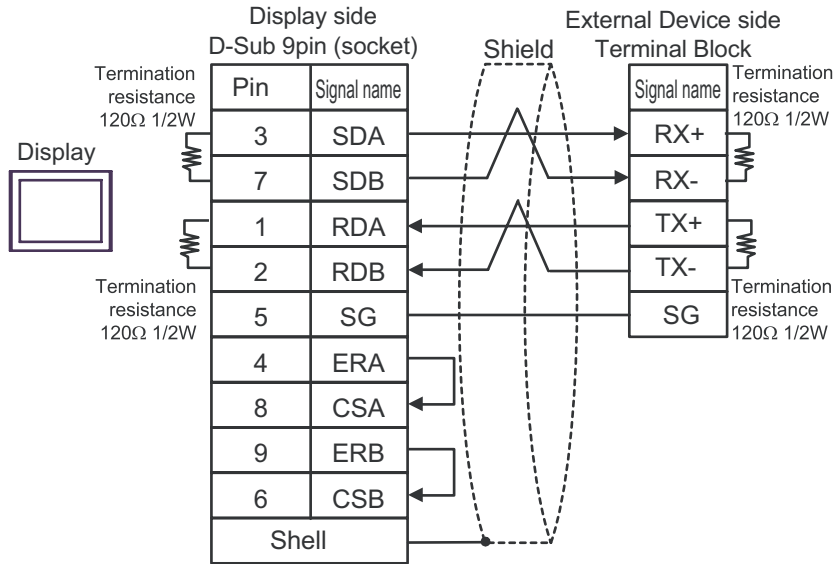 Display side
D-Sub 9pin (socket)
Shield
External Device side
Terminal Block
Termination
resistance
120Ω 1/2W
Display
Pin
Signal name
3
SDA
7
SDB
1
RDA
2
RDB
5
SG
4
ERA
8
CSA
9
ERB
6
CSB
Shell
Termination
resistance
120Ω 1/2W
Signal name
RX+
RX-
TX+
TX-
SG
Termination
resistance
120Ω 1/2W
Termination
resistance
120Ω 1/2W